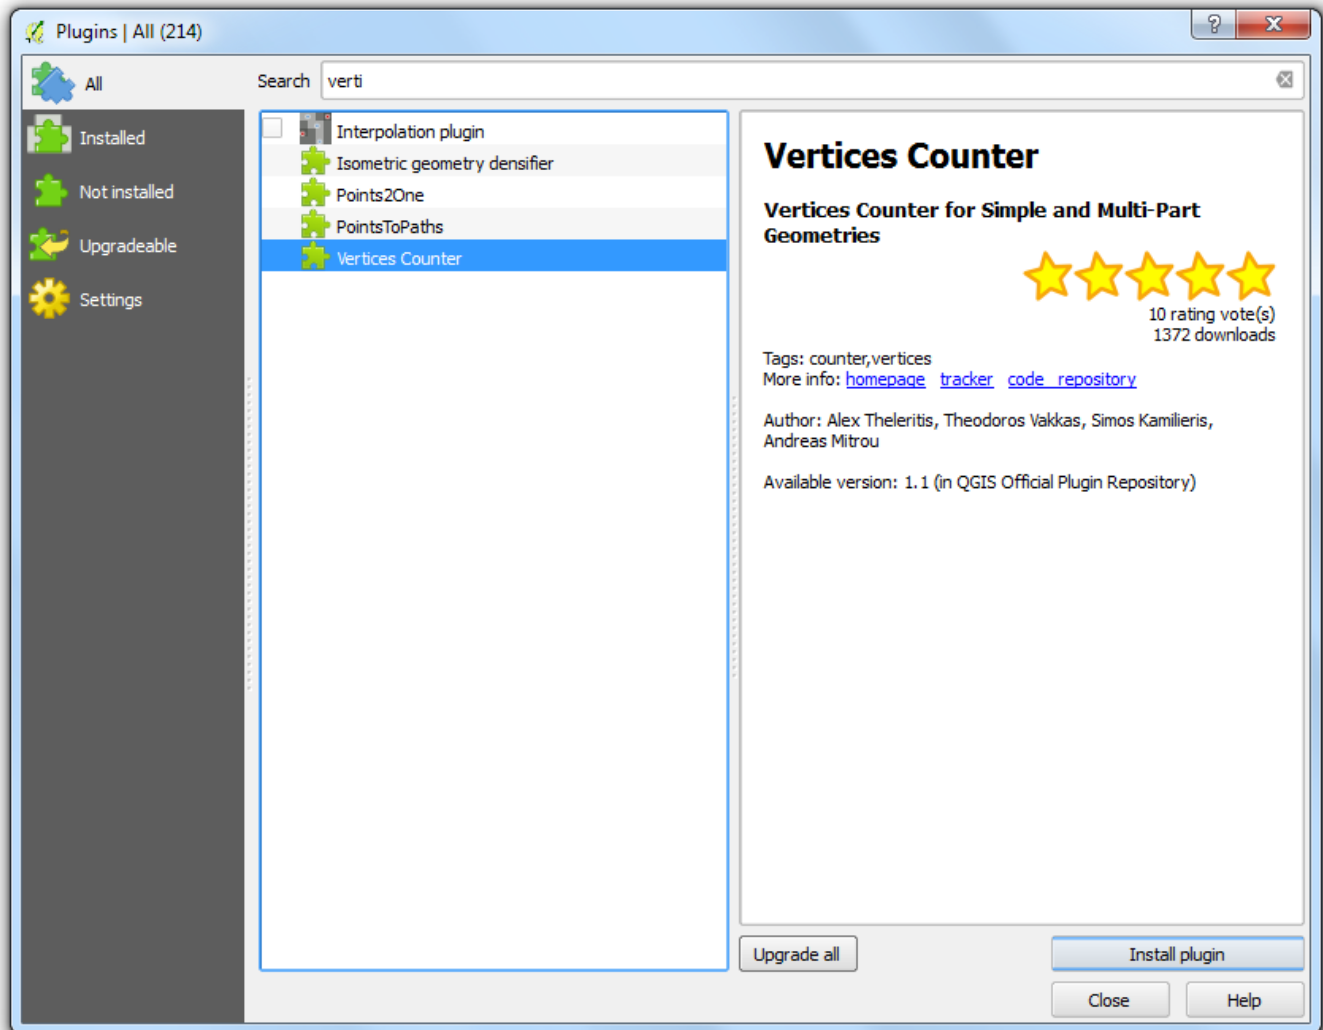 Plugins | All (214)
?
X
All
Search
verti
Installed
Not installed
Upgradeable
Settings
Interpolation plugin
Isometric geometry densifier
Points2One
PointsToPaths
Vertices Counter
Vertices Counter
Vertices Counter for Simple and Multi-Part
Geometries
10 rating vote(s)
1372 downloads
Tags: counter,vertices
More info: homepage tracker code_repository
Author: Alex Theleritis, Theodoros Vakkas, Simos Kamilieris,
Andreas Mitrou
Available version: 1.1 (in QGIS Official Plugin Repository)
Upgrade all
Install plugin
Close
Help